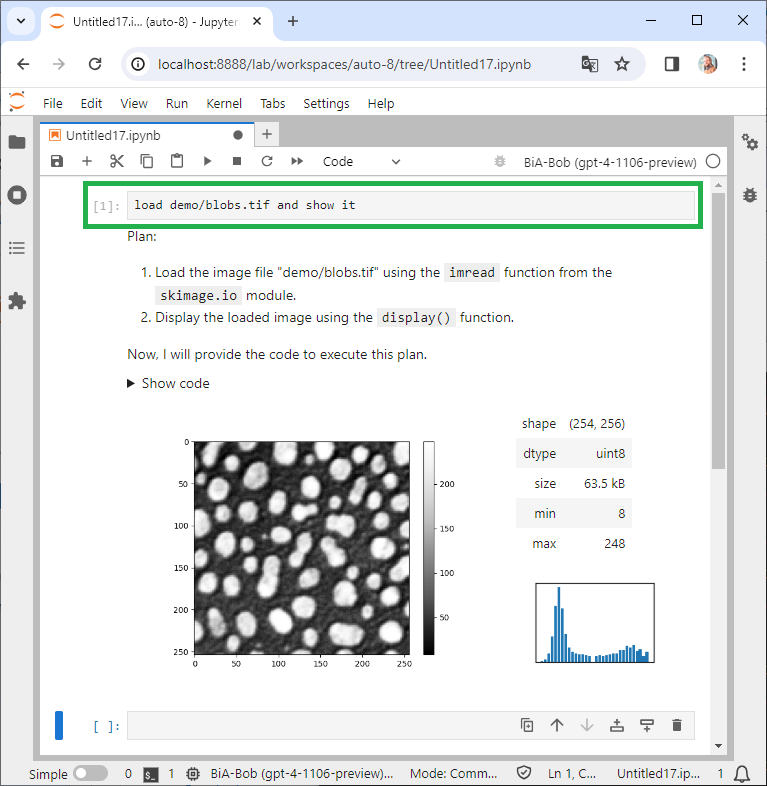 Untitled17.i... (auto-8) - Jupyter
localhost:8888/lab/workspaces/auto-8/tree/Untitled17.ipynb
File Edit View Run Kernel Tabs Settings Help
Untitled17.ipynb
Code BiA-Bob (gpt-4-1106-preview)
[1]: load demo/blobs.tif and show it
Plan:
1. Load the image file "demo/blobs.tif" using the imread function from the
skimage.io module.
2. Display the loaded image using the display() function.
Now, I will provide the code to execute this plan.
Show code
shape (254, 256)
dtype uint8
size 63.5 kB
min 8
max 248
0
50
100
150
200
250
0 50 100 150 200 250
200
150
100
50
[ ]:
Simple 0 $_ 1 BiA-Bob (gpt-4-1106-preview)... Mode: Comm... Ln 1, C... Untitled17.ip... 1